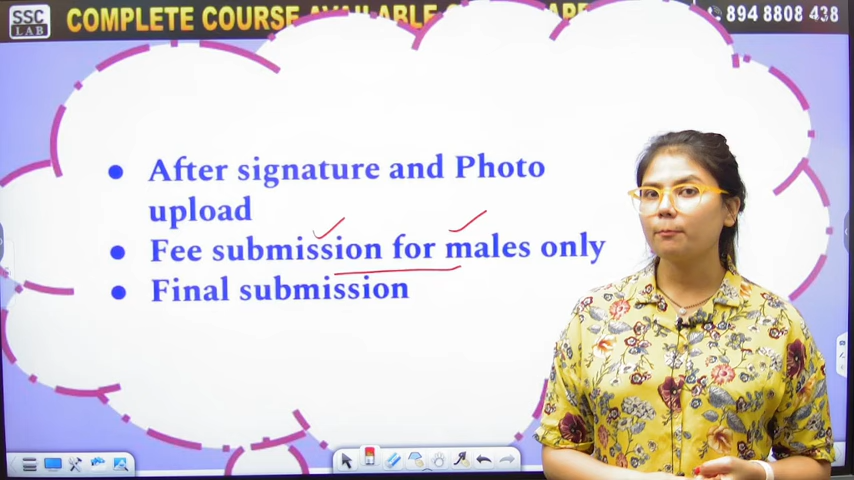 SSC
LAB
COMPLETE COURSE AVAILABLE
894 8808 438
After signature and Photo
upload
Fee submission for males only
Final submission